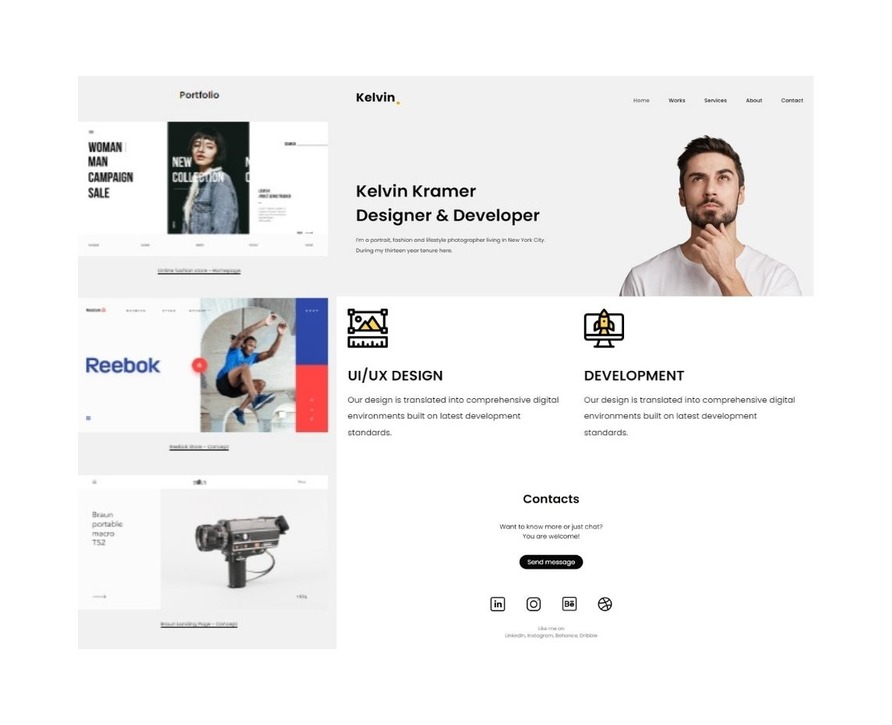 Portfolio
WOMAN
MAN
CAMPAIGN
SALE
NEW
COLLECTION
Online fashion store - Homepage
Reebok
Reebok Store - Concept
Braun
portable
macro
TS2
Braun Landing Page - Concept
Kelvin.
Home Works Services About Contact
Kelvin Kramer
Designer & Developer
I'm a portrait, fashion and lifestyle photographer living in New York City.
During my thirteen year tenure here.
UI/UX DESIGN
Our design is translated into comprehensive digital
environments built on latest development
standards.
DEVELOPMENT
Our design is translated into comprehensive digital
environments built on latest development
standards.
Contacts
Want to know more or just chat?
You are welcome!
Send message
in
Bē
Like me on
LinkedIn, Instagram, Behance, Dribble